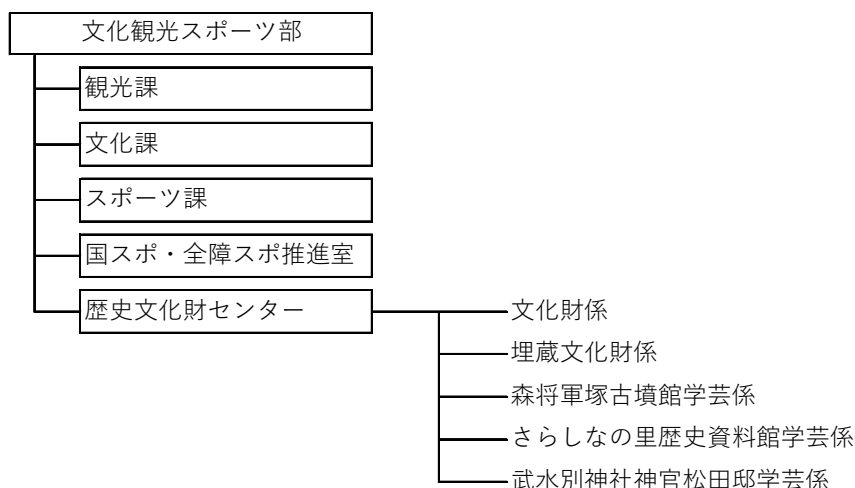 文化観光スポーツ部
観光課
文化課
スポーツ課
国スポ・全障スポ推進室
歴史文化財センター
文化財係
埋蔵文化財係
森将軍塚古墳館学芸係
さらしなの里歴史資料館学芸係
武水別神社神官松田邸学芸係